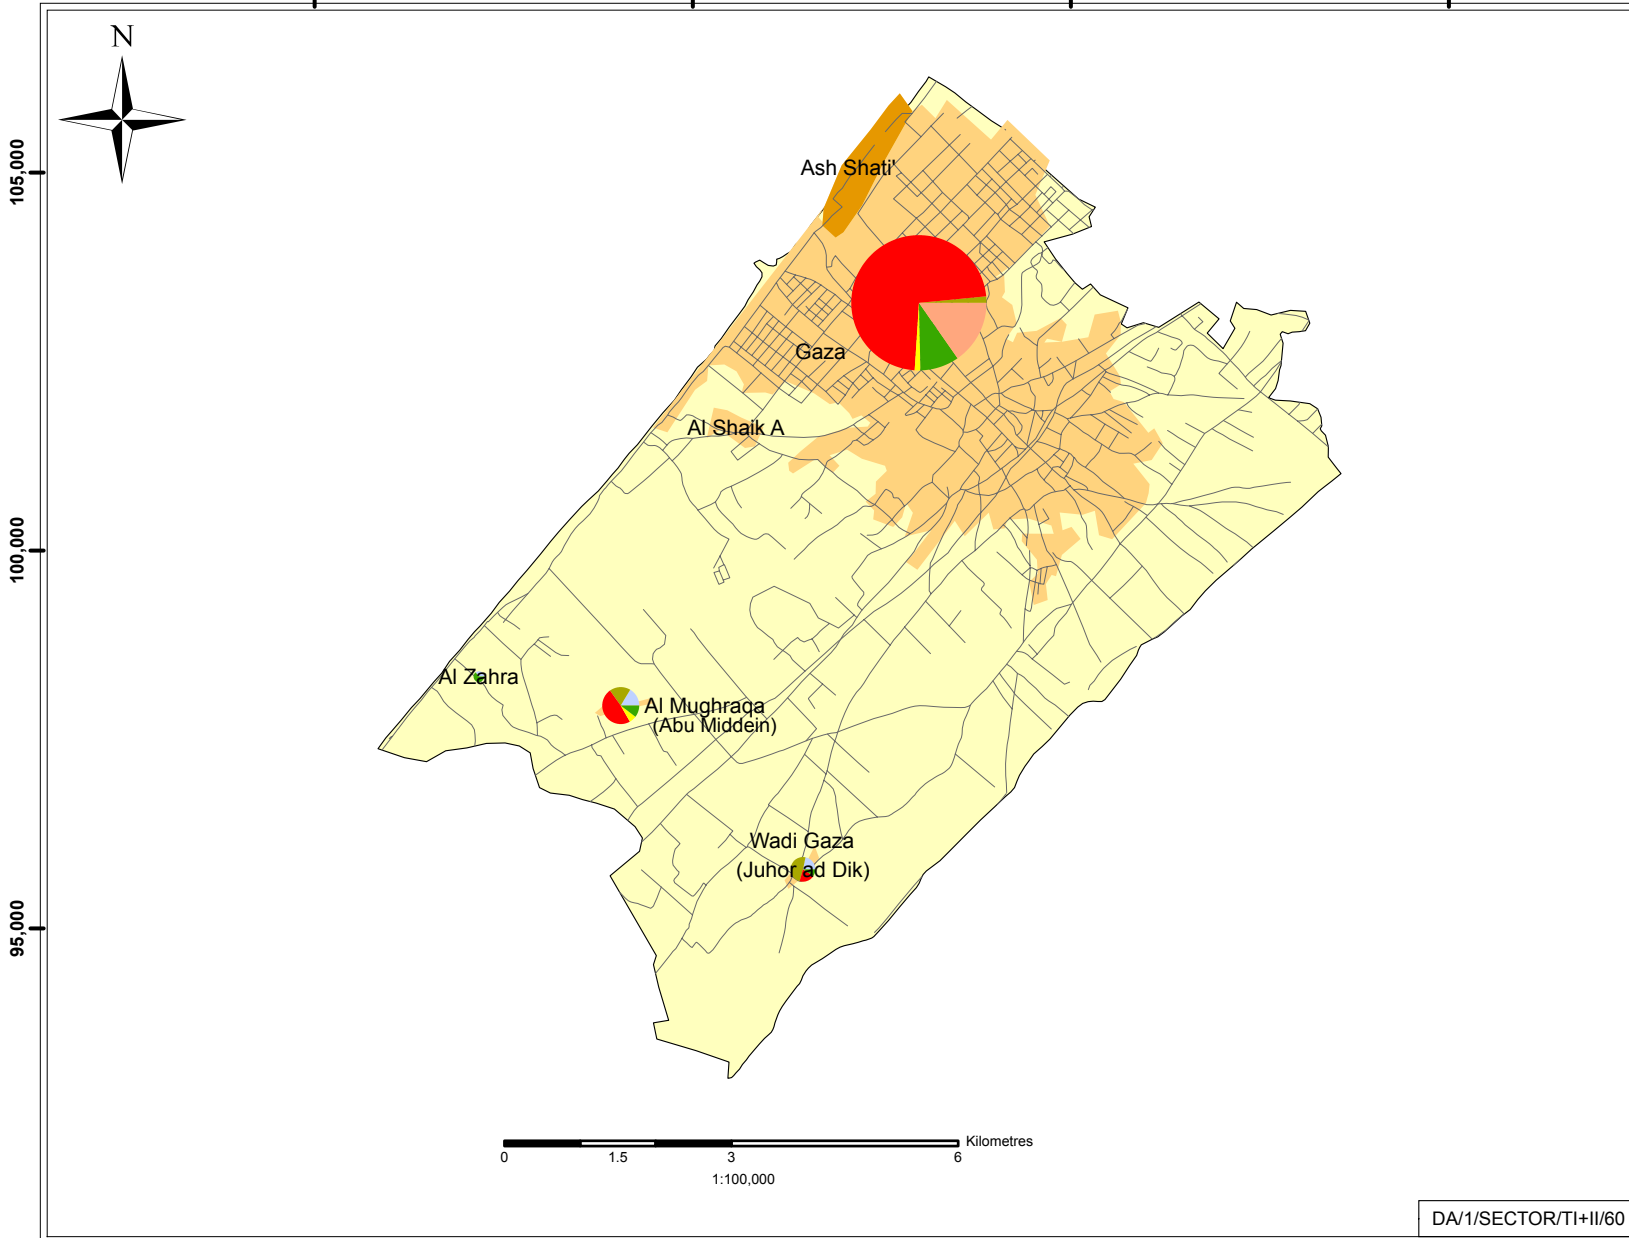 N
105,000
Ash Shati'
Gaza
Al Shaik A
100,000
Al Zahra
Al Mughraqa
(Abu Middein)
Wadi Gaza
(Juhor ad Dik)
95,000
Kilometres
0 1.5 3 6
1:100,000
DA/1/SECTOR/TI+II/60